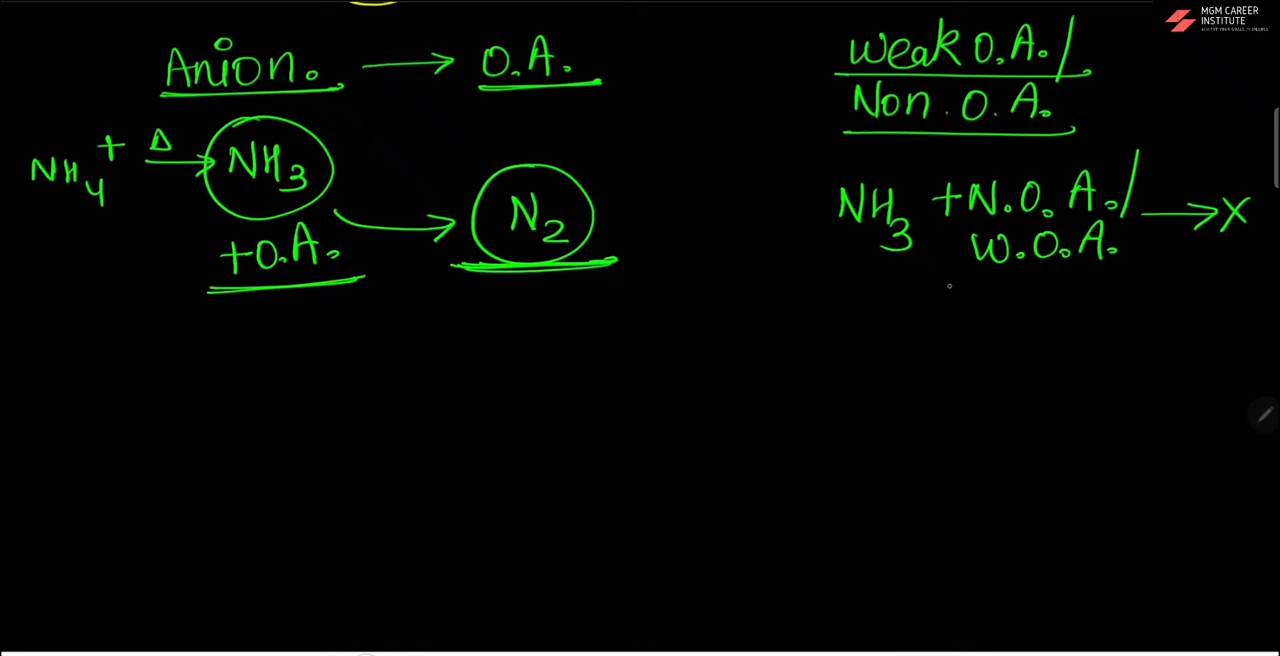 MGM CAREER
INSTITUTE
Anion. → O.A.
NH4+ Δ→ NH3 → N2
+O.A.
Weak O.A./
Non. O.A.
NH3 + N.O.A./ → X
W.O.A.